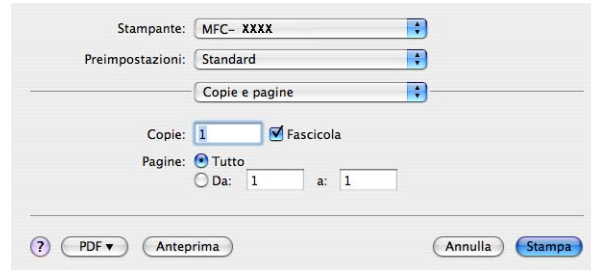 Stampante: MFC- XXXX
Preimpostazioni: Standard
Copie e pagine
Copie: 1 Fascicola
Pagine: Tutto
Da: 1 a: 1
? PDF ▼ Anteprima Annulla Stampa